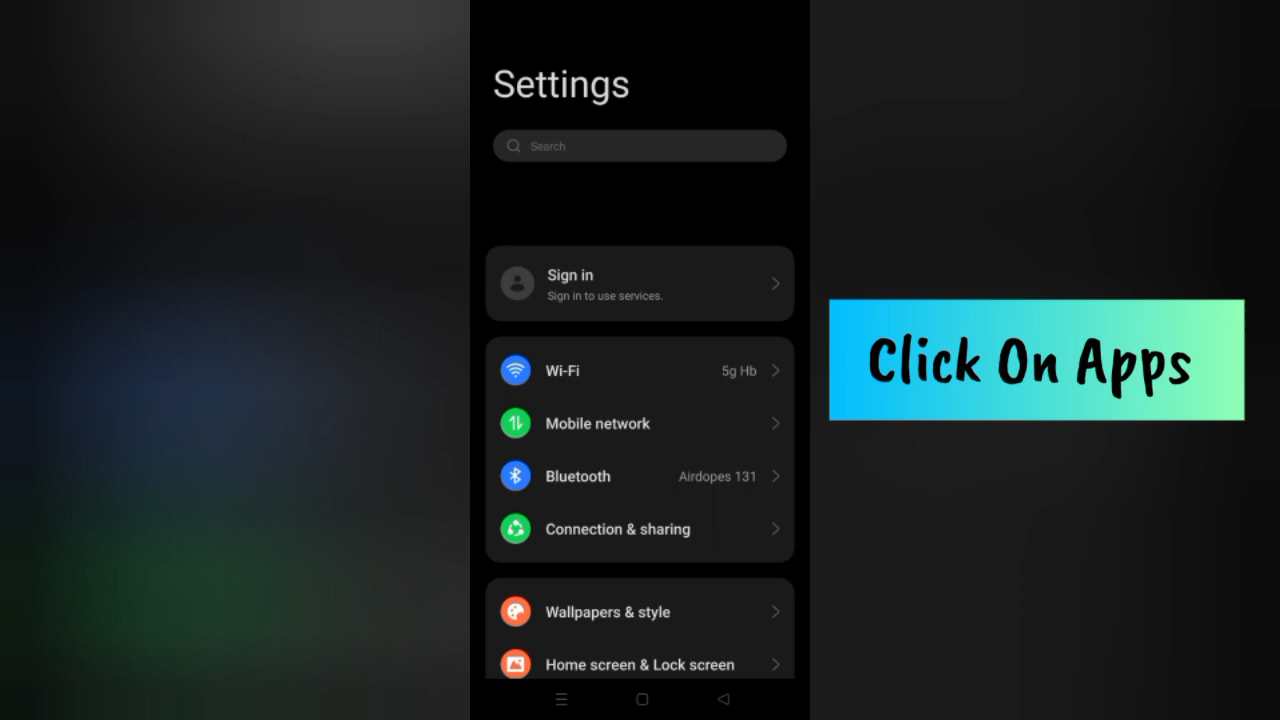 Settings
Search
Sign in
Sign in to use services.
Wi-Fi 5g Hb
Mobile network
Bluetooth Airdopes 131
Connection & sharing
Wallpapers & style
Home screen & Lock screen
Click On Apps